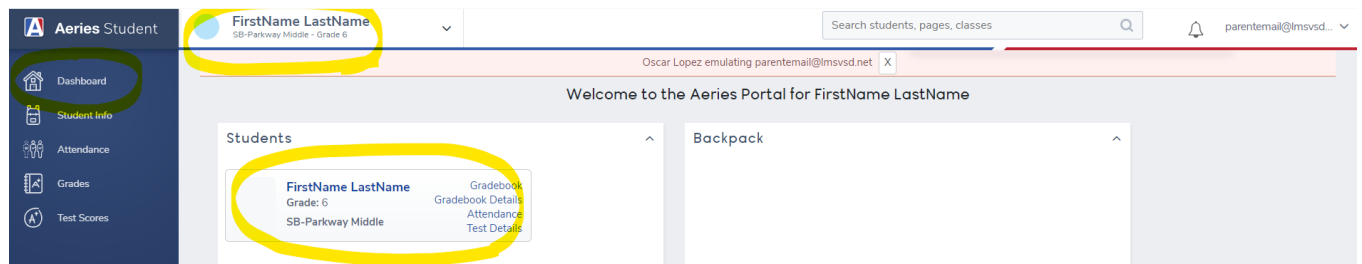 Aeries Student
FirstName LastName
SB-Parkway Middle - Grade 6
Search students, pages, classes
parentemail@lmsvsd...
Oscar Lopez emulating parentemail@lmsvsd.net X
Dashboard
Student Info
Attendance
Grades
Test Scores
Welcome to the Aeries Portal for FirstName LastName
Students
FirstName LastName
Grade: 6
SB-Parkway Middle
Gradebook
Gradebook Details
Attendance
Test Details
Backpack